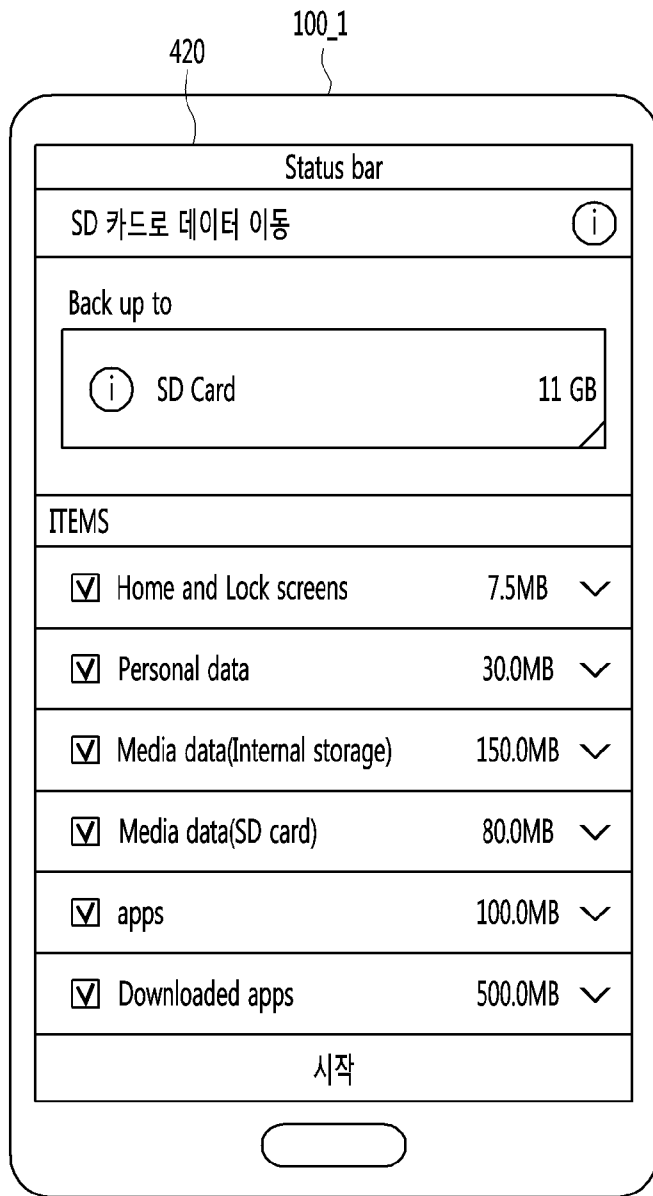 100_1
420
Status bar
SD 카드로 데이터 이동 i
Back up to
i SD Card 11 GB
ITEMS
Home and Lock screens 7.5MB
Personal data 30.0MB
Media data(Internal storage) 150.0MB
Media data(SD card) 80.0MB
apps 100.0MB
Downloaded apps 500.0MB
시작